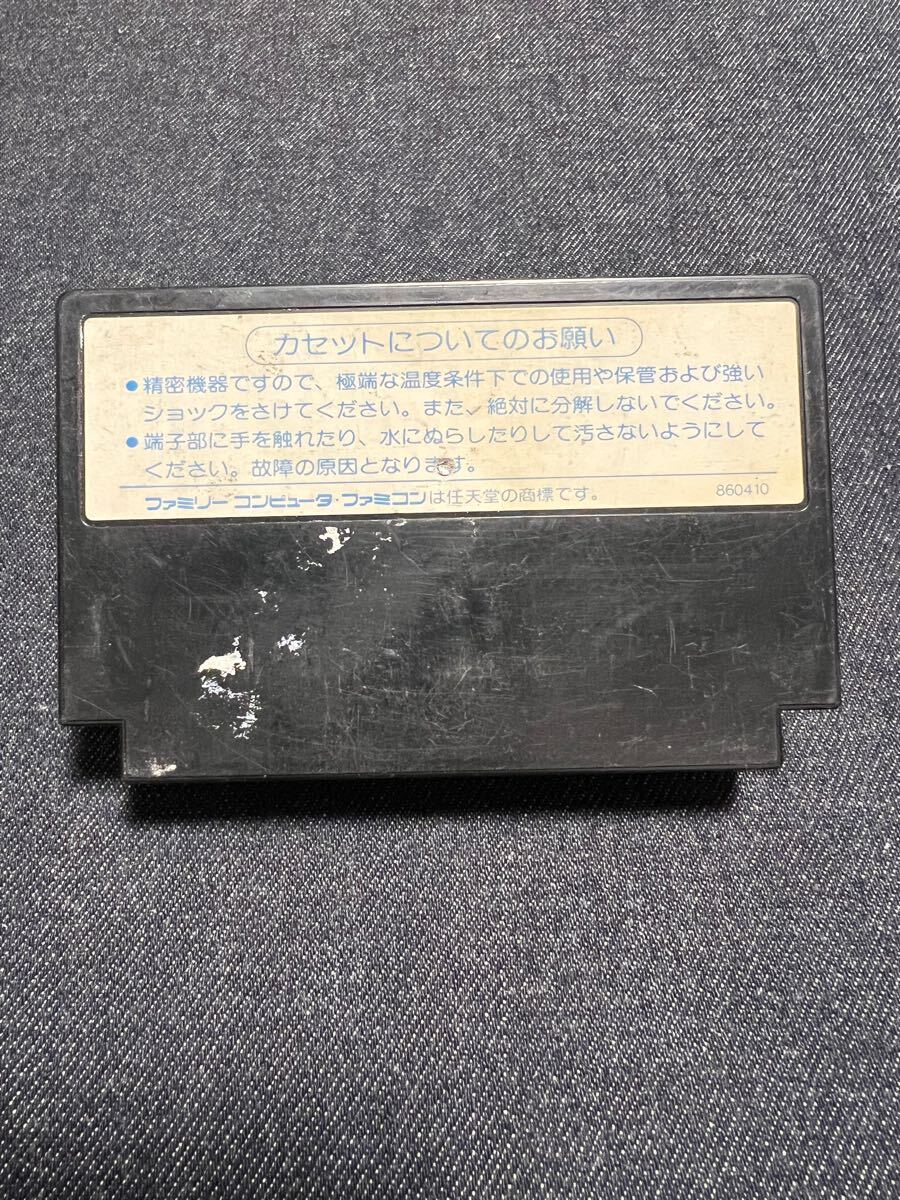 カセットについてのお願い
●精密機器ですので、極端な温度条件下での使用や保管および強い
ショックをさけてください。また、絶対に分解しないでください。
●端子部に手を触れたり、水にぬらしたりして汚さないようにして
ください。故障の原因となります。
ファミリーコンピュータ・ファミコンは任天堂の商標です。 860410